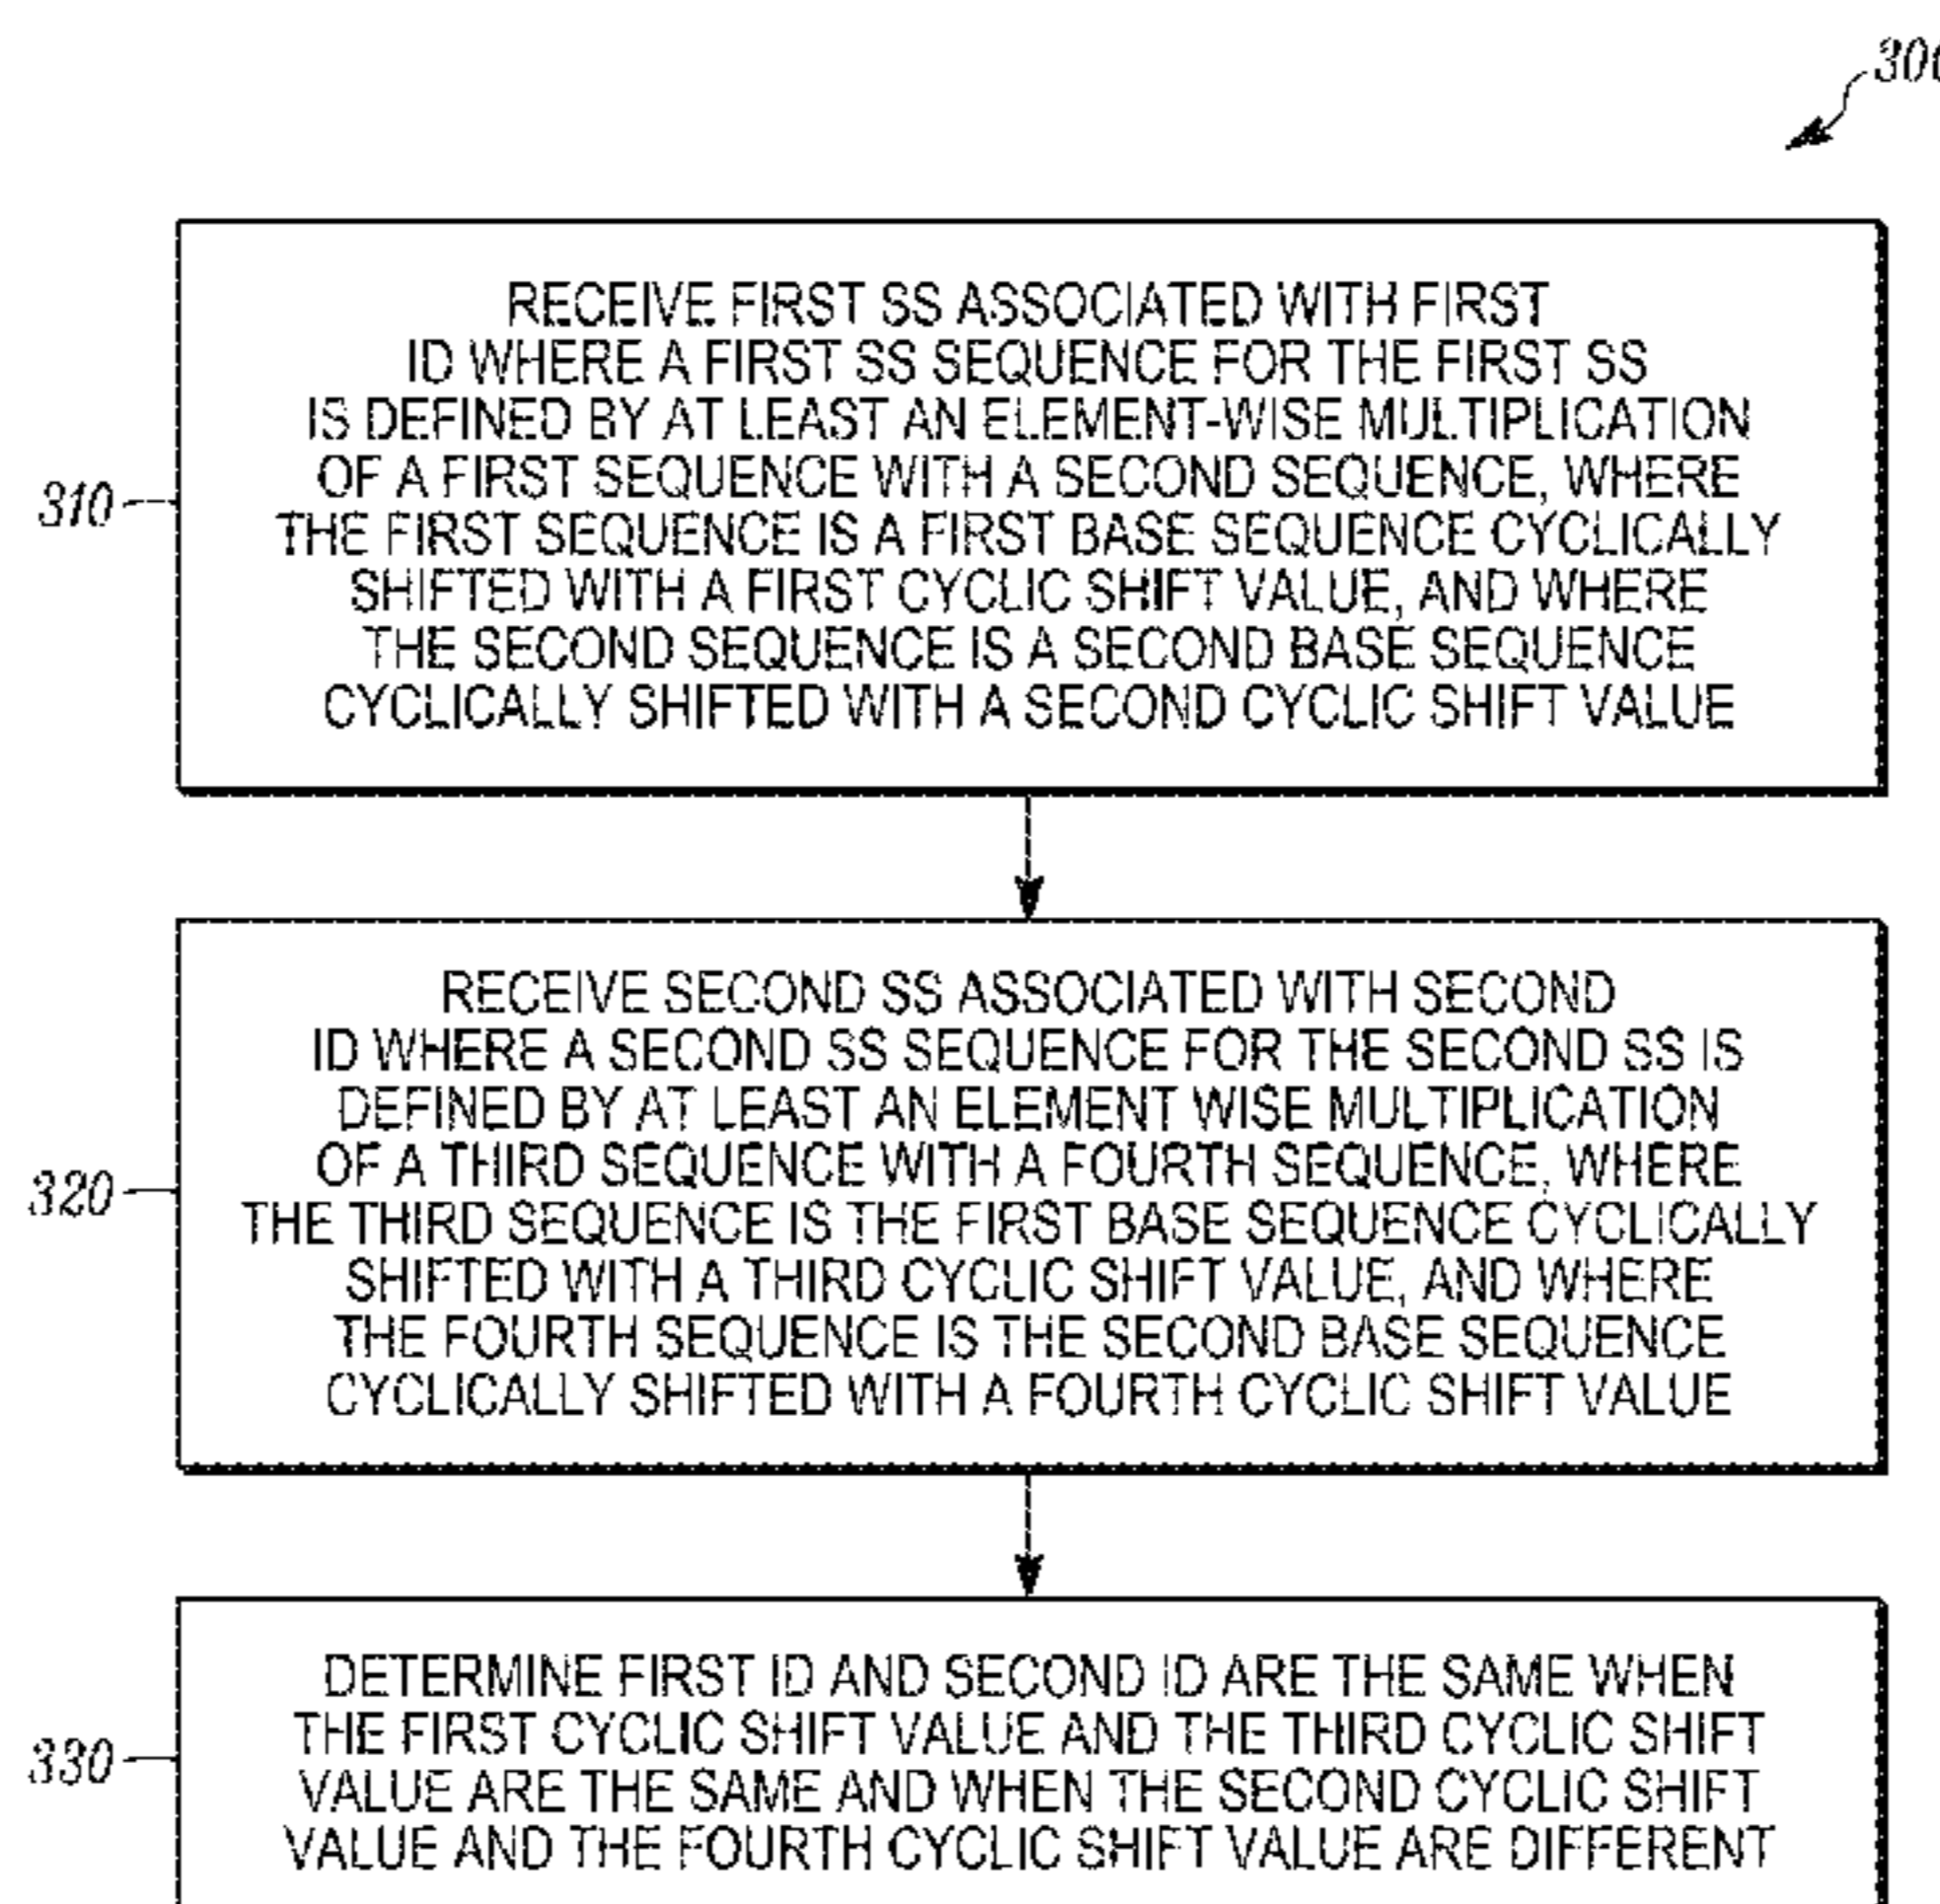 300
RECEIVE FIRST SS ASSOCIATED WITH FIRST
ID WHERE A FIRST SS SEQUENCE FOR THE FIRST SS
IS DEFINED BY AT LEAST AN ELEMENT-WISE MULTIPLICATION
OF A FIRST SEQUENCE WITH A SECOND SEQUENCE, WHERE
THE FIRST SEQUENCE IS A FIRST BASE SEQUENCE CYCLICALLY
SHIFTED WITH A FIRST CYCLIC SHIFT VALUE, AND WHERE
THE SECOND SEQUENCE IS A SECOND BASE SEQUENCE
CYCLICALLY SHIFTED WITH A SECOND CYCLIC SHIFT VALUE
310
RECEIVE SECOND SS ASSOCIATED WITH SECOND
ID WHERE A SECOND SS SEQUENCE FOR THE SECOND SS IS
DEFINED BY AT LEAST AN ELEMENT WISE MULTIPLICATION
OF A THIRD SEQUENCE WITH A FOURTH SEQUENCE, WHERE
THE THIRD SEQUENCE IS THE FIRST BASE SEQUENCE CYCLICALLY
SHIFTED WITH A THIRD CYCLIC SHIFT VALUE, AND WHERE
THE FOURTH SEQUENCE IS THE SECOND BASE SEQUENCE
CYCLICALLY SHIFTED WITH A FOURTH CYCLIC SHIFT VALUE
320
DETERMINE FIRST ID AND SECOND ID ARE THE SAME WHEN
THE FIRST CYCLIC SHIFT VALUE AND THE THIRD CYCLIC SHIFT
VALUE ARE THE SAME AND WHEN THE SECOND CYCLIC SHIFT
VALUE AND THE FOURTH CYCLIC SHIFT VALUE ARE DIFFERENT
330